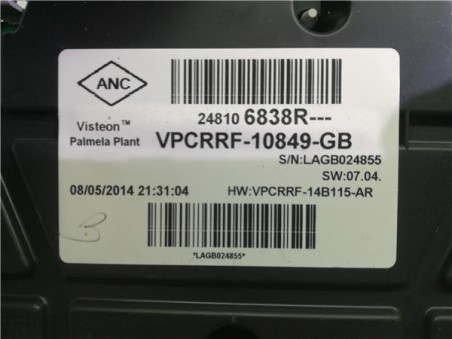 ANC
24810 6838R---
Visteon™
Palmela Plant
VPCRRF-10849-GB
S/N:LAGB024855
SW:07.04.
08/05/2014 21:31:04
HW:VPCRRF-14B115-AR
B
*LAGB024855*